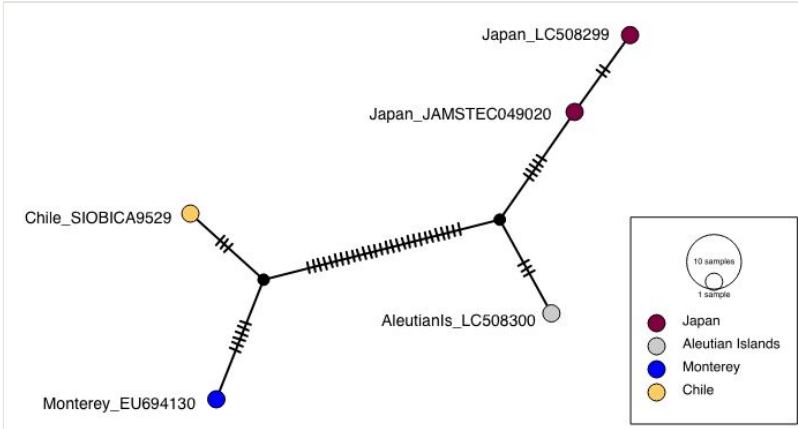 Japan_LC508299
Japan_JAMSTEC049020
Chile_SIOBICA9529
AleutianIs_LC508300
Monterey_EU694130
10 samples
1 sample
Japan
Aleutian Islands
Monterey
Chile